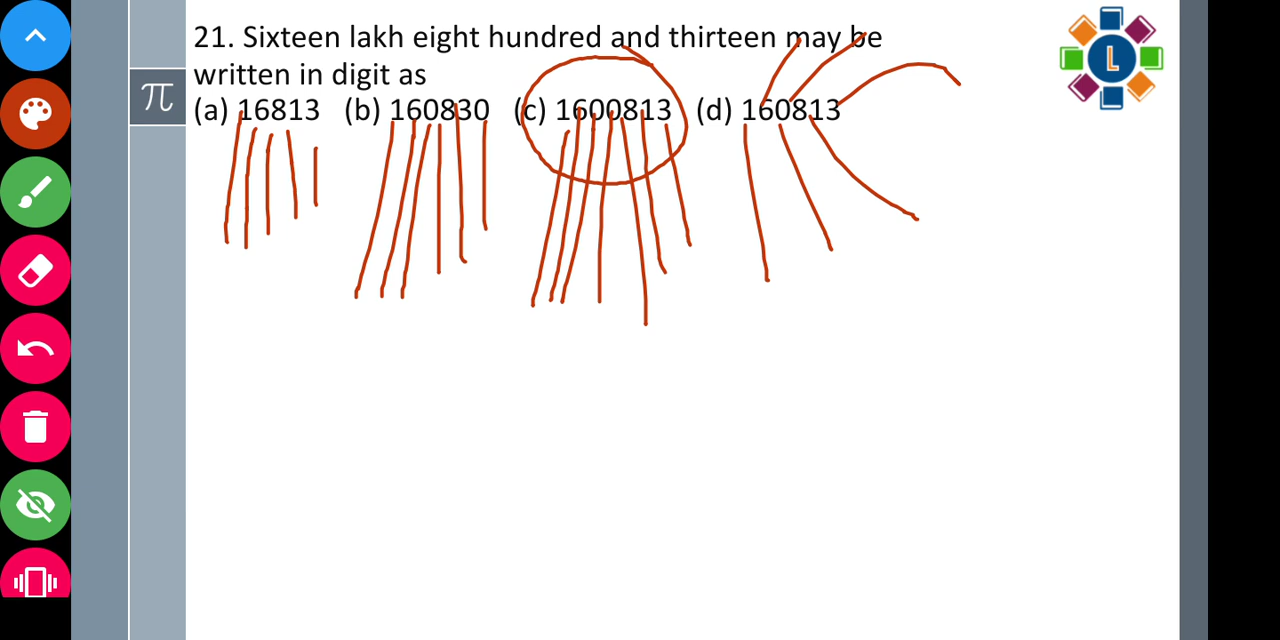 21. Sixteen lakh eight hundred and thirteen may be
written in digit as
π
(a) 16813 (b) 160830 (c) 1600813 (d) 160813
L